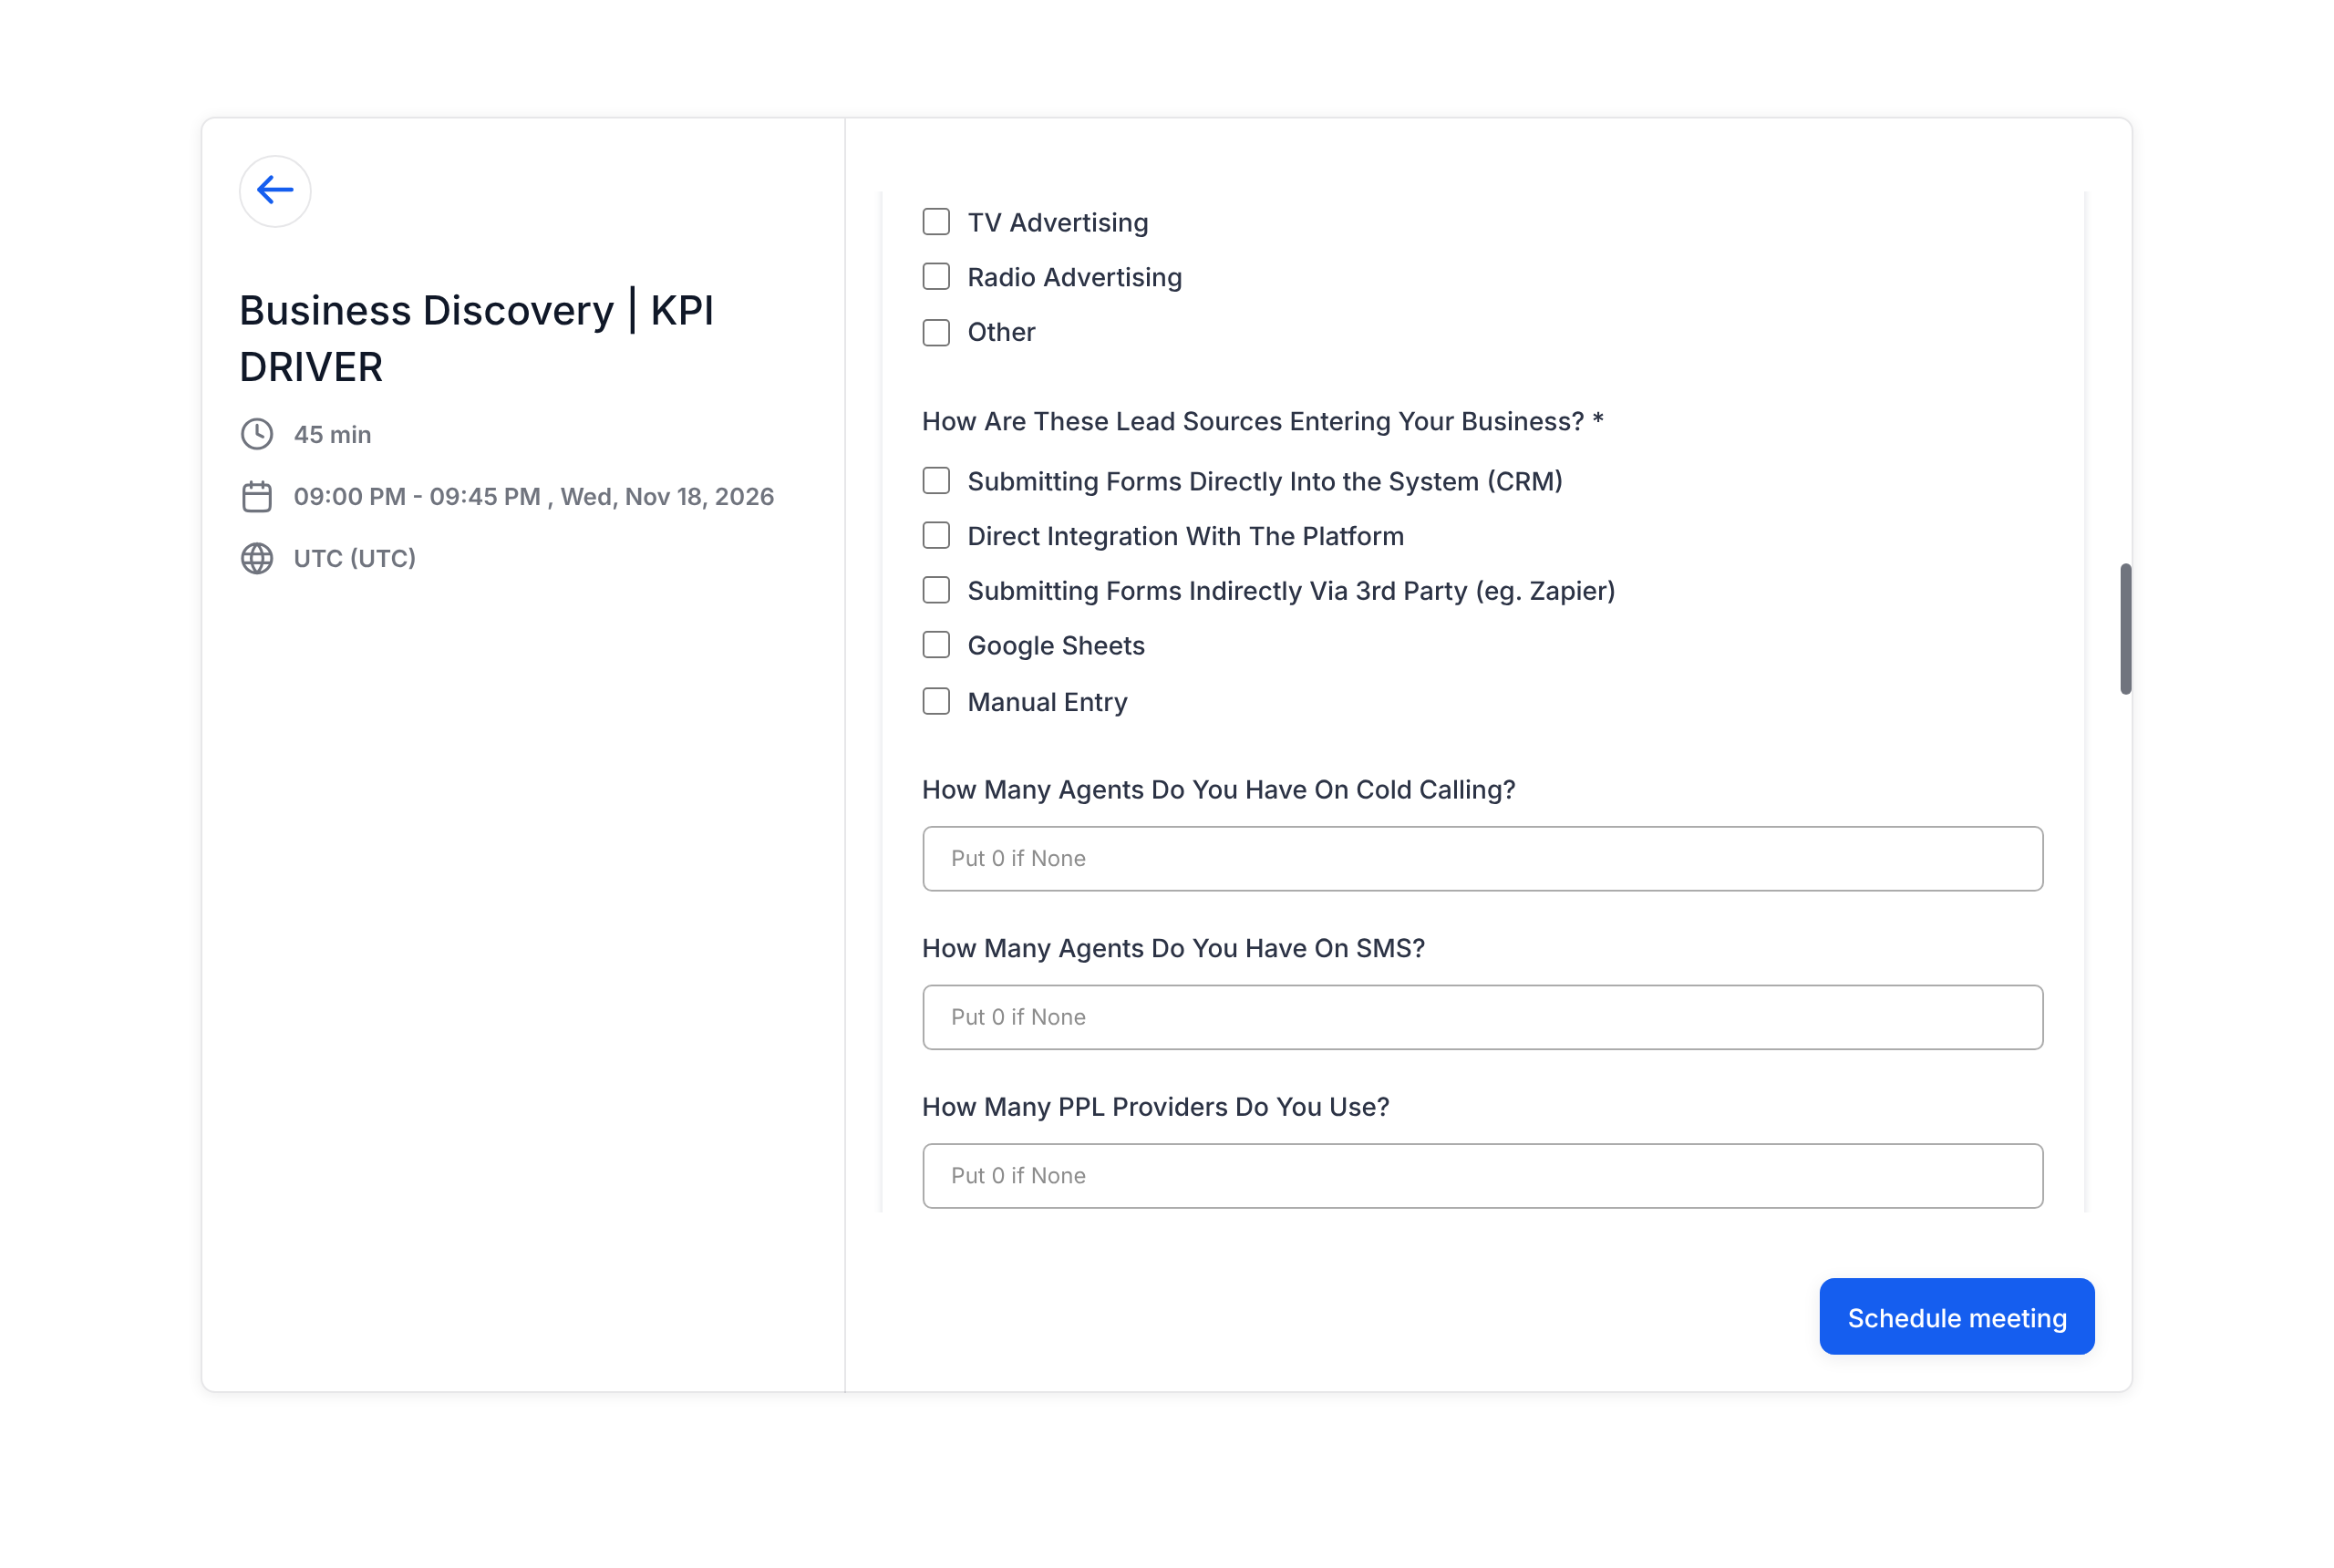 Business Discovery | KPI
DRIVER
45 min
09:00 PM - 09:45 PM , Wed, Nov 18, 2026
UTC (UTC)
TV Advertising
Radio Advertising
Other
How Are These Lead Sources Entering Your Business? *
Submitting Forms Directly Into the System (CRM)
Direct Integration With The Platform
Submitting Forms Indirectly Via 3rd Party (eg. Zapier)
Google Sheets
Manual Entry
How Many Agents Do You Have On Cold Calling?
Put 0 if None
How Many Agents Do You Have On SMS?
Put 0 if None
How Many PPL Providers Do You Use?
Put 0 if None
Schedule meeting